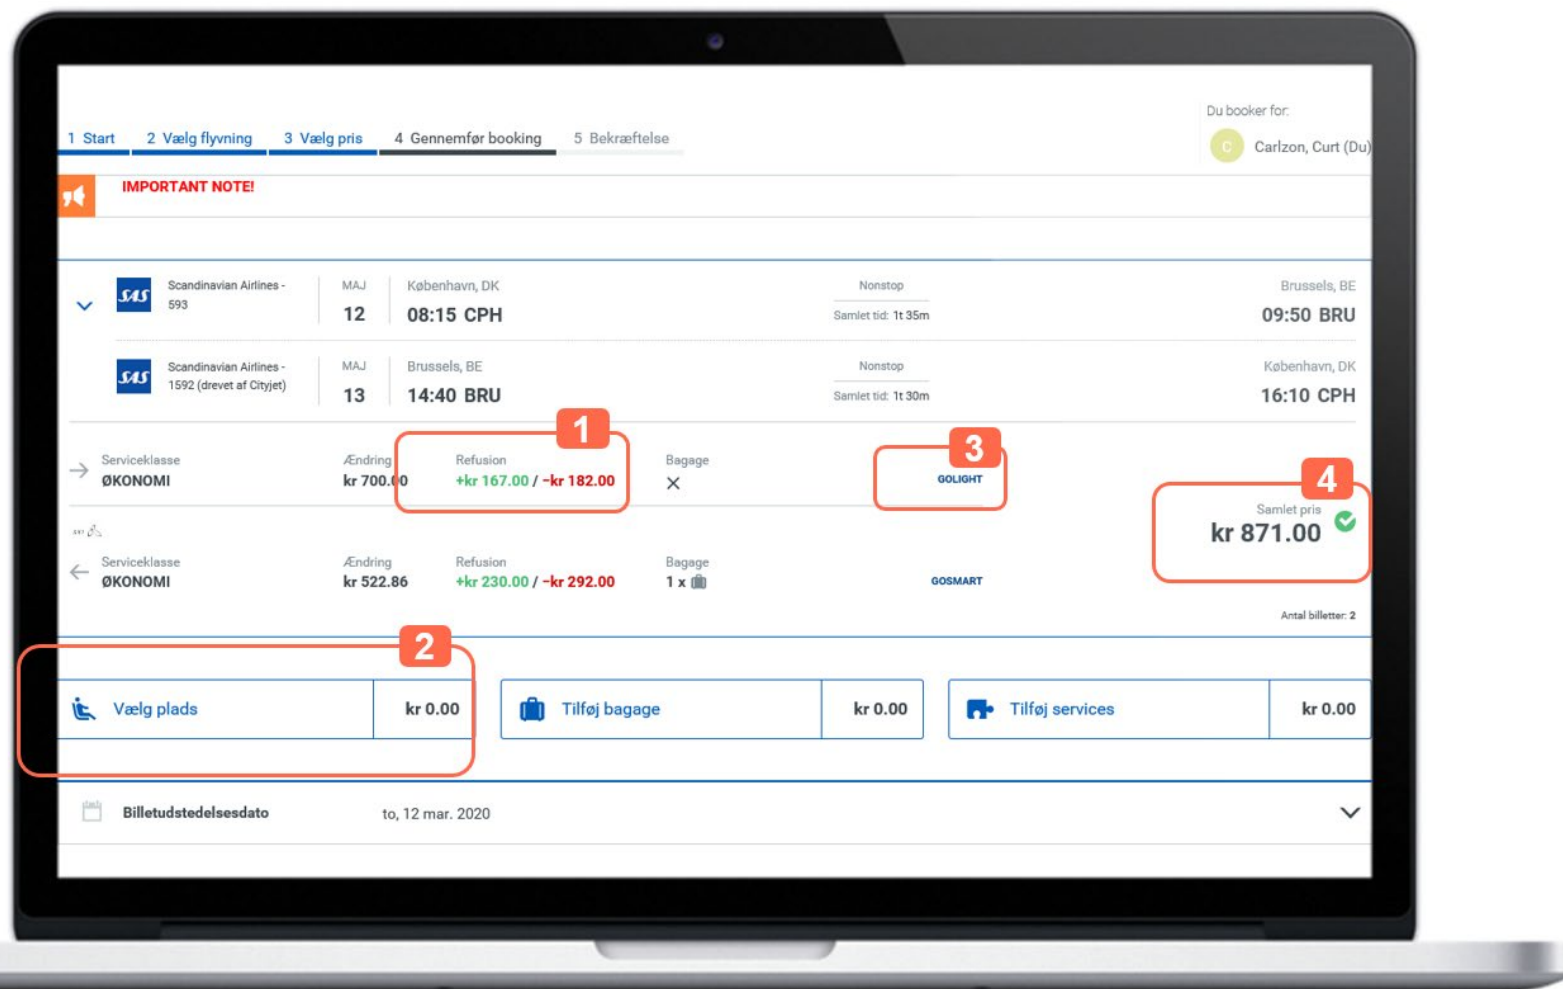 Du booker for:
1 Start 2 Vælg flyvning 3 Vælg pris 4 Gennemfør booking 5 Bekræftelse
C Carlzon, Curt (Du)
IMPORTANT NOTE!
SAS Scandinavian Airlines - MAJ København, DK Nonstop Brussels, BE
593 12 08:15 CPH Samlet tid: 1t 35m 09:50 BRU
SAS Scandinavian Airlines - MAJ Brussels, BE Nonstop København, DK
1592 (drevet af Cityjet) 13 14:40 BRU Samlet tid: 1t 30m 16:10 CPH
1
3
Serviceklasse Ændring Refusion Bagage
ØKONOMI kr 700.00 +kr 167.00 / -kr 182.00 GOLIGHT
4
Samlet pris
kr 871.00
Serviceklasse Ændring Refusion Bagage
ØKONOMI kr 522.86 +kr 230.00 / -kr 292.00 1 x GOSMART
Antal billetter: 2
2
Vælg plads kr 0.00 Tilføj bagage kr 0.00 Tilføj services kr 0.00
Billetudstedelsesdato to, 12 mar. 2020